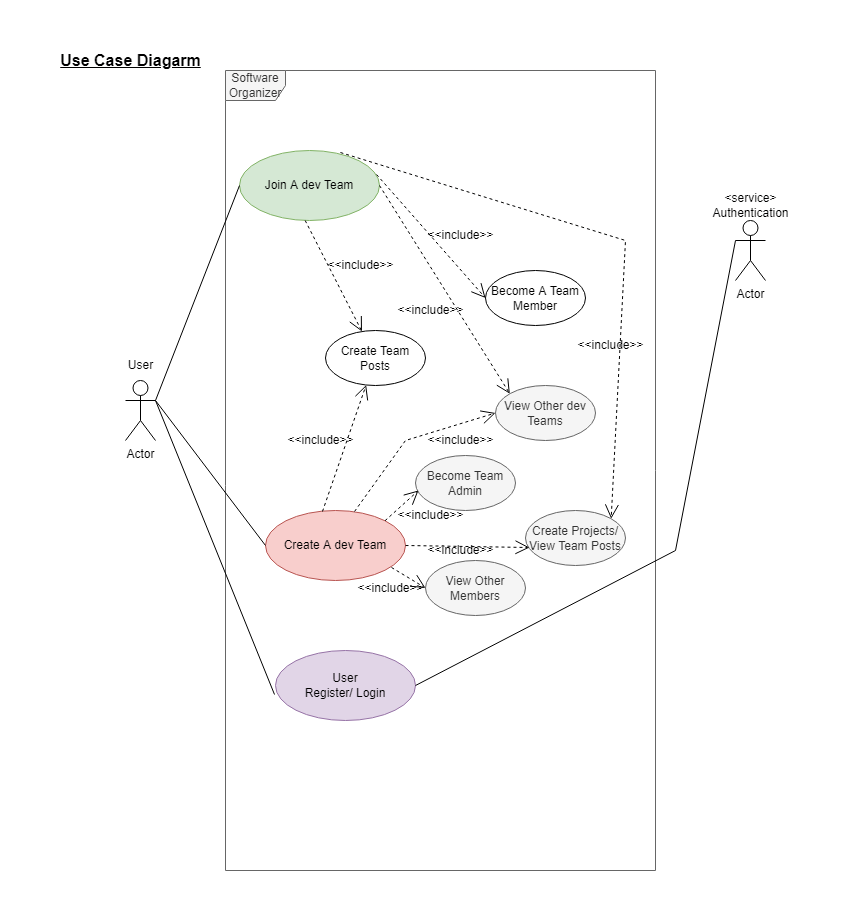 Use Case Diagarm
Software
Organizer
Join A dev Team
<service>
Authentication
Actor
<<include>>
<<include>>
Become A Team
Member
<<include>>
<<include>>
Create Team
Posts
User
Actor
View Other dev
Teams
<<include>>
<<include>>
Become Team
Admin
<<include>>
Create A dev Team
Create Projects/
View Team Posts
<<include>>
View Other
Members
<<include>>
User
Register/ Login